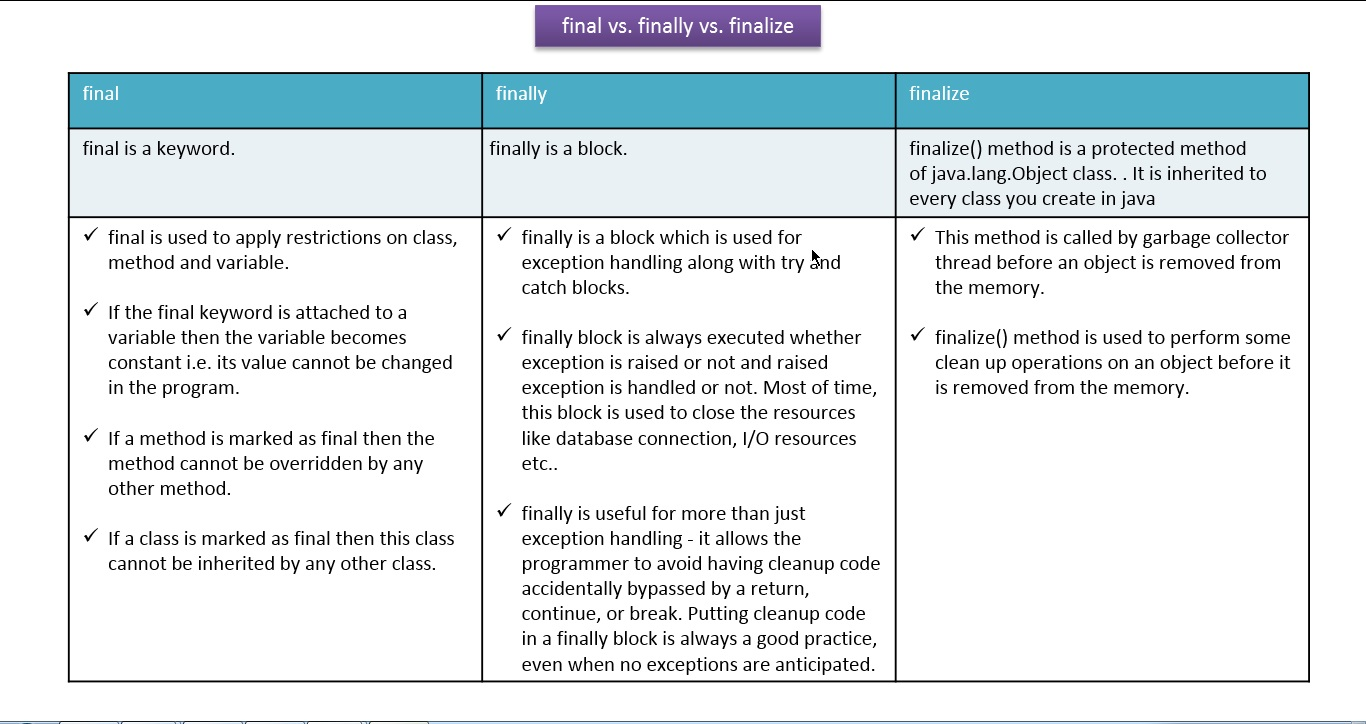 final vs. finally vs. finalize
final
finally
finalize
final is a keyword.
finally is a block.
finalize() method is a protected method
of java.lang.Object class. . It is inherited to
every class you create in java
✓ final is used to apply restrictions on class,
method and variable.
✓ If the final keyword is attached to a
variable then the variable becomes
constant i.e. its value cannot be changed
in the program.
✓ If a method is marked as final then the
method cannot be overridden by any
other method.
✓ If a class is marked as final then this class
cannot be inherited by any other class.
✓ finally is a block which is used for
exception handling along with try and
catch blocks.
✓ finally block is always executed whether
exception is raised or not and raised
exception is handled or not. Most of time,
this block is used to close the resources
like database connection, I/O resources
etc..
✓ finally is useful for more than just
exception handling - it allows the
programmer to avoid having cleanup code
accidentally bypassed by a return,
continue, or break. Putting cleanup code
in a finally block is always a good practice,
even when no exceptions are anticipated.
✓ This method is called by garbage collector
thread before an object is removed from
the memory.
✓ finalize() method is used to perform some
clean up operations on an object before it
is removed from the memory.